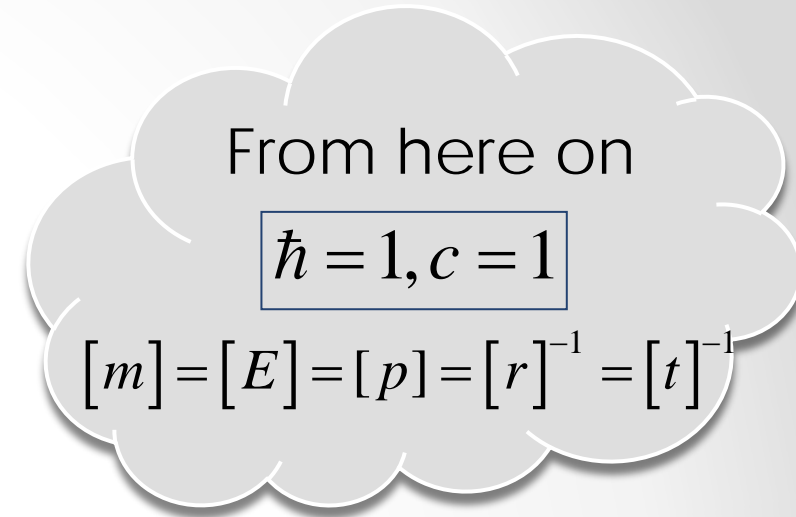 From here on
ħ = 1, c = 1
[m] = [E] = [p] = [r]⁻¹ = [t]⁻¹